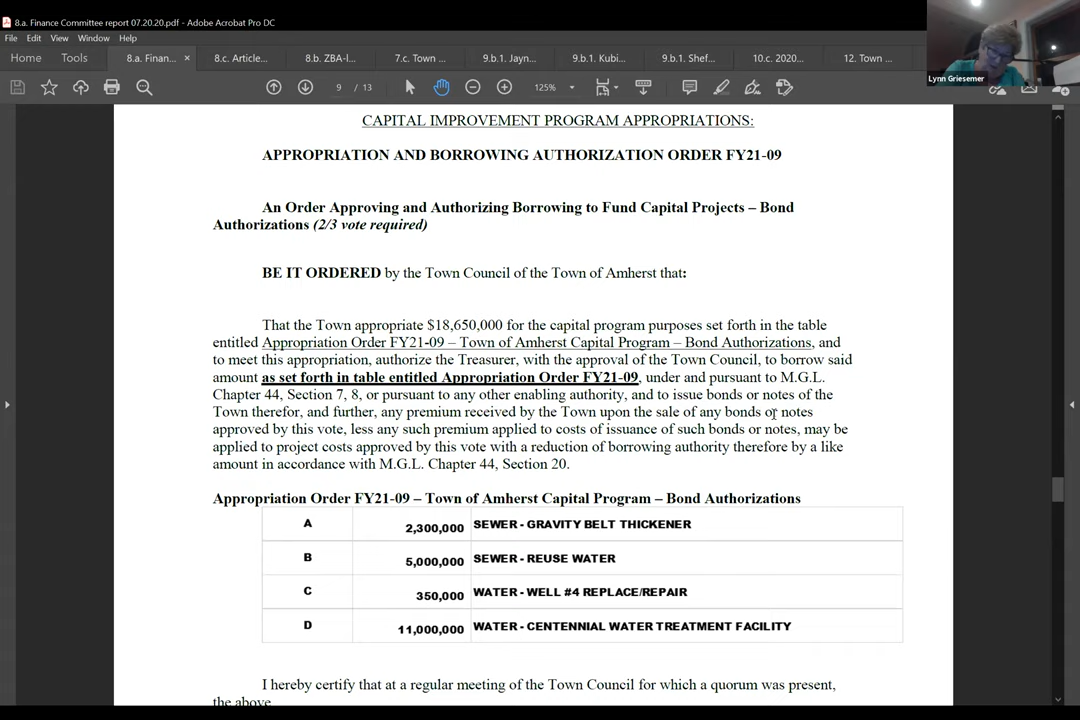 8.a. Finance Committee report 07.20.20.pdf - Adobe Acrobat Pro DC
File Edit View Window Help
Home Tools 8.a. Finan... × 8.c. Article... 8.b. ZBA-l... 7.c. Town ... 9.b.1. Jayn... 9.b.1. Kubi... 9.b.1. Shef... 10.c. 2020... 12. Town ...
Lynn Griesemer
9 / 13 125%
CAPITAL IMPROVEMENT PROGRAM APPROPRIATIONS:
APPROPRIATION AND BORROWING AUTHORIZATION ORDER FY21-09
An Order Approving and Authorizing Borrowing to Fund Capital Projects – Bond
Authorizations (2/3 vote required)
BE IT ORDERED by the Town Council of the Town of Amherst that:
That the Town appropriate $18,650,000 for the capital program purposes set forth in the table
entitled Appropriation Order FY21-09 – Town of Amherst Capital Program – Bond Authorizations, and
to meet this appropriation, authorize the Treasurer, with the approval of the Town Council, to borrow said
amount as set forth in table entitled Appropriation Order FY21-09, under and pursuant to M.G.L.
Chapter 44, Section 7, 8, or pursuant to any other enabling authority, and to issue bonds or notes of the
Town therefor, and further, any premium received by the Town upon the sale of any bonds or notes
approved by this vote, less any such premium applied to costs of issuance of such bonds or notes, may be
applied to project costs approved by this vote with a reduction of borrowing authority therefore by a like
amount in accordance with M.G.L. Chapter 44, Section 20.
Appropriation Order FY21-09 – Town of Amherst Capital Program – Bond Authorizations
A 2,300,000 SEWER - GRAVITY BELT THICKENER
B 5,000,000 SEWER - REUSE WATER
C 350,000 WATER - WELL #4 REPLACE/REPAIR
D 11,000,000 WATER - CENTENNIAL WATER TREATMENT FACILITY
I hereby certify that at a regular meeting of the Town Council for which a quorum was present,
the above